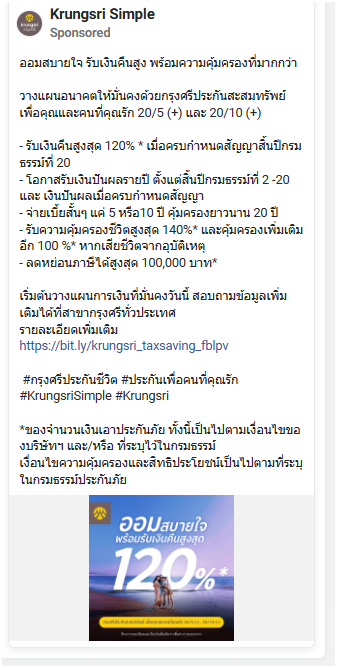 Krungsri Simple
Sponsored
ออมสบายใจ รับเงินคืนสูง พร้อมความคุ้มครองที่มากกว่า
วางแผนอนาคตให้มั่นคงด้วยกรุงศรีประกันสะสมทรัพย์
เพื่อคุณและคนที่คุณรัก 20/5 (+) และ 20/10 (+)
- รับเงินคืนสูงสุด 120% * เมื่อครบกำหนดสัญญาสิ้นปีกรม
ธรรม์ที่ 20
- โอกาสรับเงินปันผลรายปี ตั้งแต่สิ้นปีกรมธรรม์ที่ 2 -20
และ เงินปันผลเมื่อครบกำหนดสัญญา
- จ่ายเบี้ยสั้นๆ แค่ 5 หรือ10 ปี คุ้มครองยาวนาน 20 ปี
- รับความคุ้มครองชีวิตสูงสุด 140%* และคุ้มครองเพิ่มเติม
อีก 100 %* หากเสียชีวิตจากอุบัติเหตุ
- ลดหย่อนภาษีได้สูงสุด 100,000 บาท*
เริ่มต้นวางแผนการเงินที่มั่นคงวันนี้ สอบถามข้อมูลเพิ่ม
เติมได้ที่สาขากรุงศรีทั่วประเทศ
รายละเอียดเพิ่มเติม
https://bit.ly/krungsri_taxsaving_fblpv
#กรุงศรีประกันชีวิต #ประกันเพื่อคนที่คุณรัก
#KrungsriSimple #Krungsri
*ของจำนวนเงินเอาประกันภัย ทั้งนี้เป็นไปตามเงื่อนไขขอ
งบริษัทฯ และ/หรือ ที่ระบุไว้ในกรมธรรม์
เงื่อนไขความคุ้มครองและสิทธิประโยชน์เป็นไปตามที่ระบุ
ในกรมธรรม์ประกันภัย
ออมสบายใจ
พร้อมรับเงินคืนสูงสุด
120%*